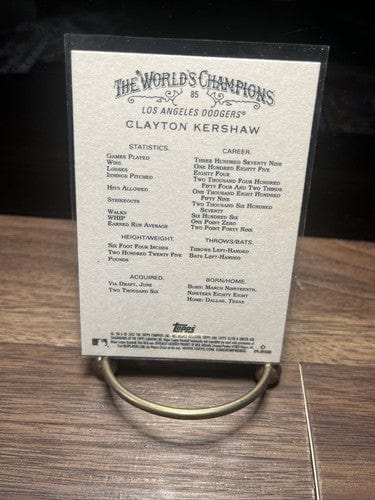 THE WORLD'S CHAMPIONS
85
LOS ANGELES DODGERS®
CLAYTON KERSHAW
STATISTICS. CAREER.
GAMES PLAYED THREE HUNDRED SEVENTY NINE
WINS ONE HUNDRED EIGHTY FIVE
LOSSES EIGHTY FOUR
INNINGS PITCHED TWO THOUSAND FOUR HUNDRED
FIFTY FOUR AND TWO THIRDS
HITS ALLOWED ONE THOUSAND EIGHT HUNDRED
FIFTY NINE
STRIKEOUTS TWO THOUSAND SIX HUNDRED
SEVENTY
WALKS SIX HUNDRED SIX
WHIP ONE POINT ZERO
EARNED RUN AVERAGE TWO POINT FORTY NINE
HEIGHT/WEIGHT. THROWS/BATS.
SIX FOOT FOUR INCHES THROWS LEFT-HANDED
TWO HUNDRED TWENTY FIVE BATS LEFT-HANDED
POUNDS
ACQUIRED. BORN/HOME.
VIA DRAFT, JUNE BORN: MARCH NINETEENTH,
TWO THOUSAND SIX NINETEEN EIGHTY EIGHT
HOME: DALLAS, TEXAS
Topps